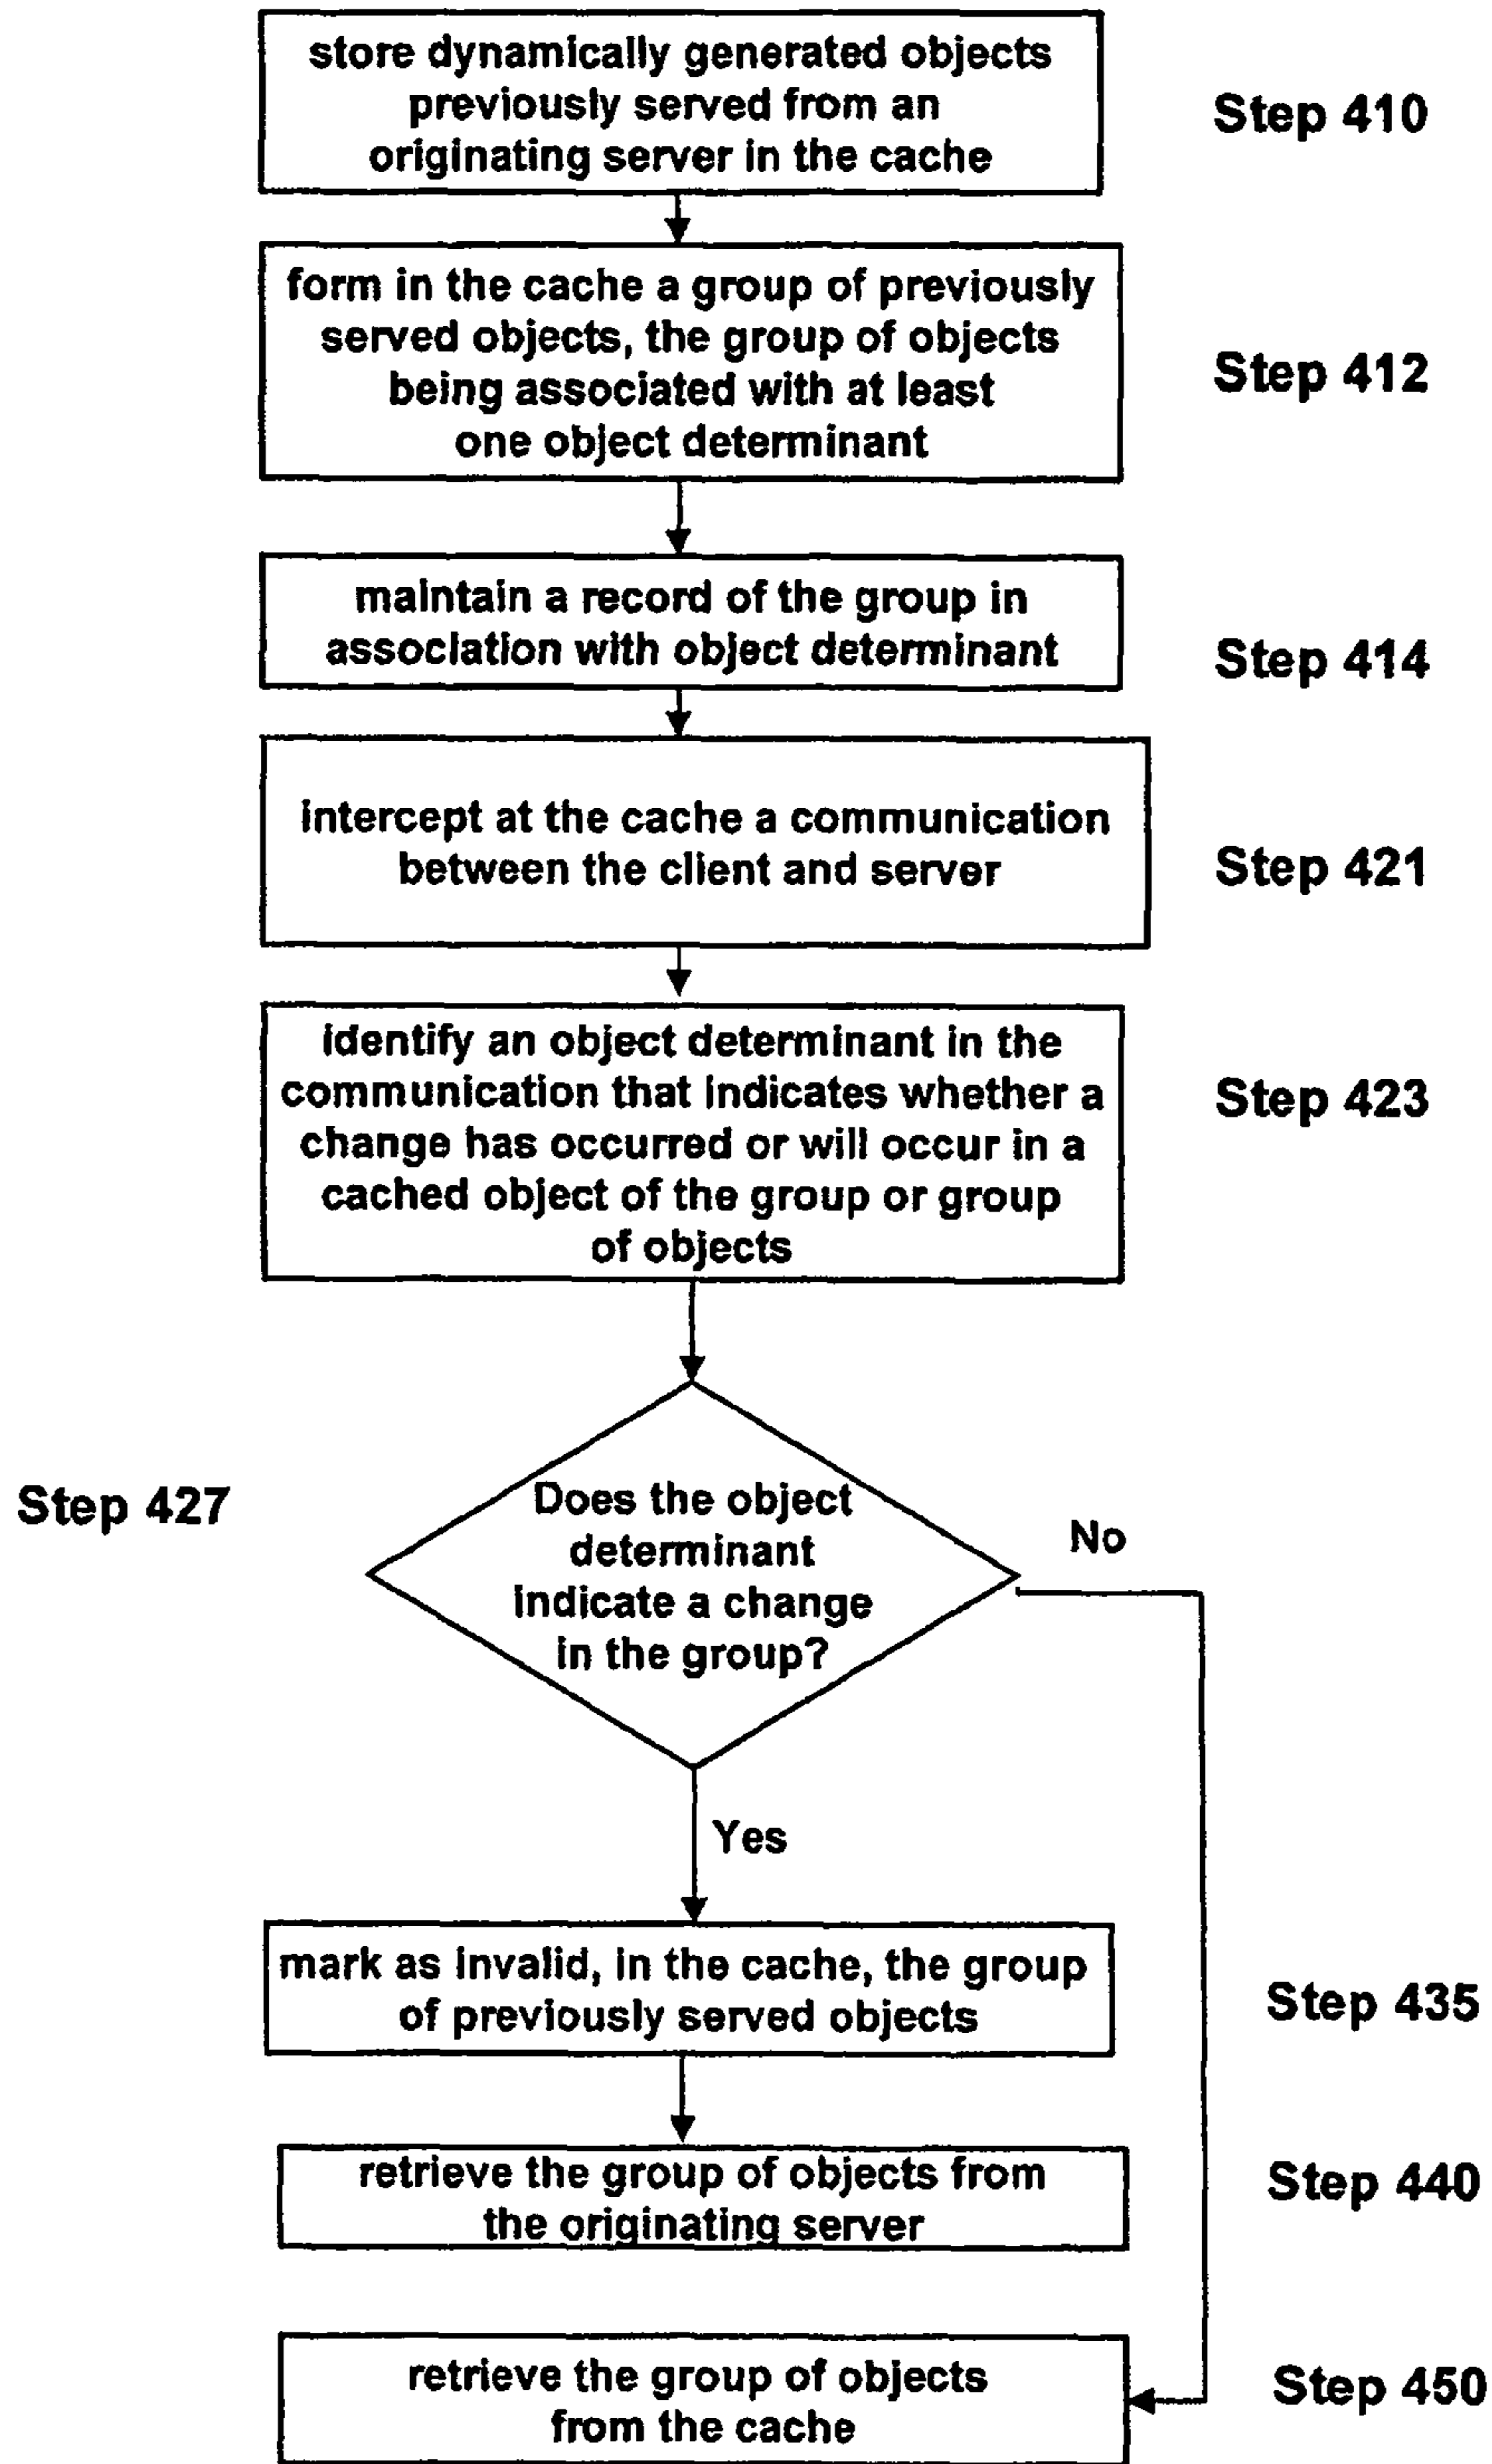 store dynamically generated objects
previously served from an
originating server in the cache
Step 410
form in the cache a group of previously
served objects, the group of objects
being associated with at least
one object determinant
Step 412
maintain a record of the group in
association with object determinant
Step 414
intercept at the cache a communication
between the client and server
Step 421
identify an object determinant in the
communication that indicates whether a
change has occurred or will occur in a
cached object of the group or group
of objects
Step 423
Step 427
Does the object
determinant
indicate a change
in the group?
No
Yes
mark as invalid, in the cache, the group
of previously served objects
Step 435
retrieve the group of objects from
the originating server
Step 440
retrieve the group of objects
from the cache
Step 450